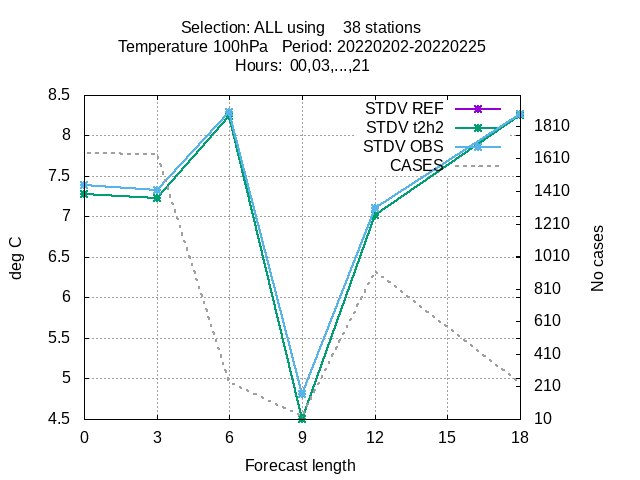 Selection: ALL using    38 stations
Temperature 100hPa   Period: 20220202-20220225
Hours: 00,03,...,21
STDV REF
STDV t2h2
STDV OBS
CASES
8.5
8
7.5
7
6.5
6
5.5
5
4.5
deg C
1810
1610
1410
1210
1010
810
610
410
210
10
No cases
0 3 6 9 12 15 18
Forecast length